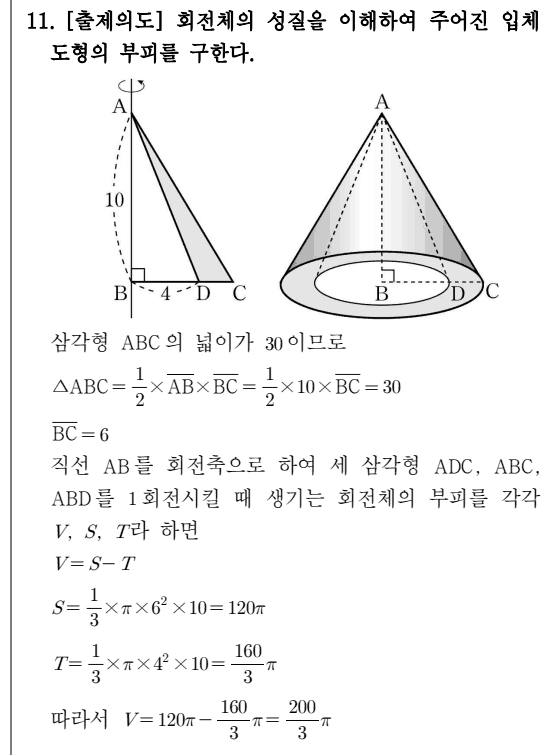 11. [출제의도] 회전체의 성질을 이해하여 주어진 입체
도형의 부피를 구한다.
A
10
B 4 D C
A
B D C
삼각형 ABC의 넓이가 30이므로
△ABC = 1/2 × \overline{AB} × \overline{BC} = 1/2 × 10 × \overline{BC} = 30
\overline{BC} = 6
직선 AB를 회전축으로 하여 세 삼각형 ADC, ABC,
ABD를 1회전시킬 때 생기는 회전체의 부피를 각각
V, S, T라 하면
V = S - T
S = 1/3 × π × 6² × 10 = 120π
T = 1/3 × π × 4² × 10 = 160/3 π
따라서 V = 120π - 160/3 π = 200/3 π